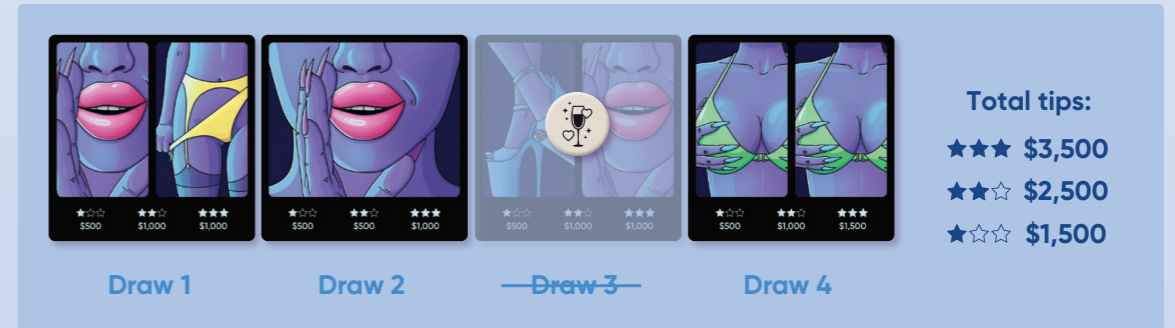 ★☆☆ ★★☆ ★★★
$500 $1,000 $1,000
Draw 1
★☆☆ ★★☆ ★★★
$500 $500 $1,000
Draw 2
★☆☆ ★★☆ ★★★
$500 $1,000 $1,000
Draw 3
★☆☆ ★★☆ ★★★
$500 $1,000 $1,500
Draw 4
Total tips:
★★★ $3,500
★★☆ $2,500
★☆☆ $1,500